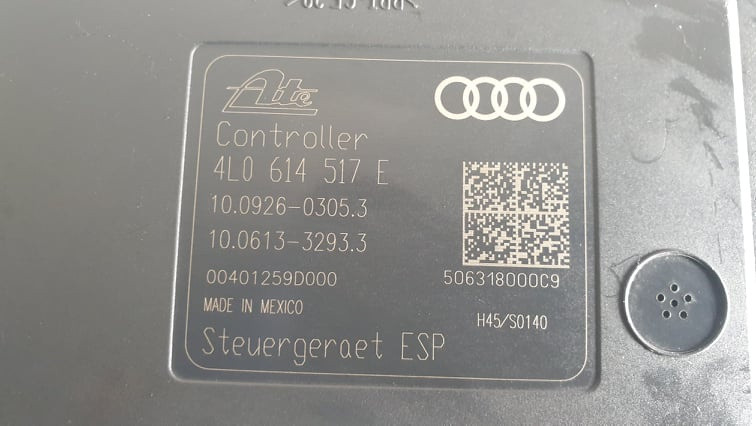 Ate
Controller
4L0 614 517 E
10.0926-0305.3
10.0613-3293.3
00401259D000
506318000C9
MADE IN MEXICO
H45/S0140
Steuergeraet ESP